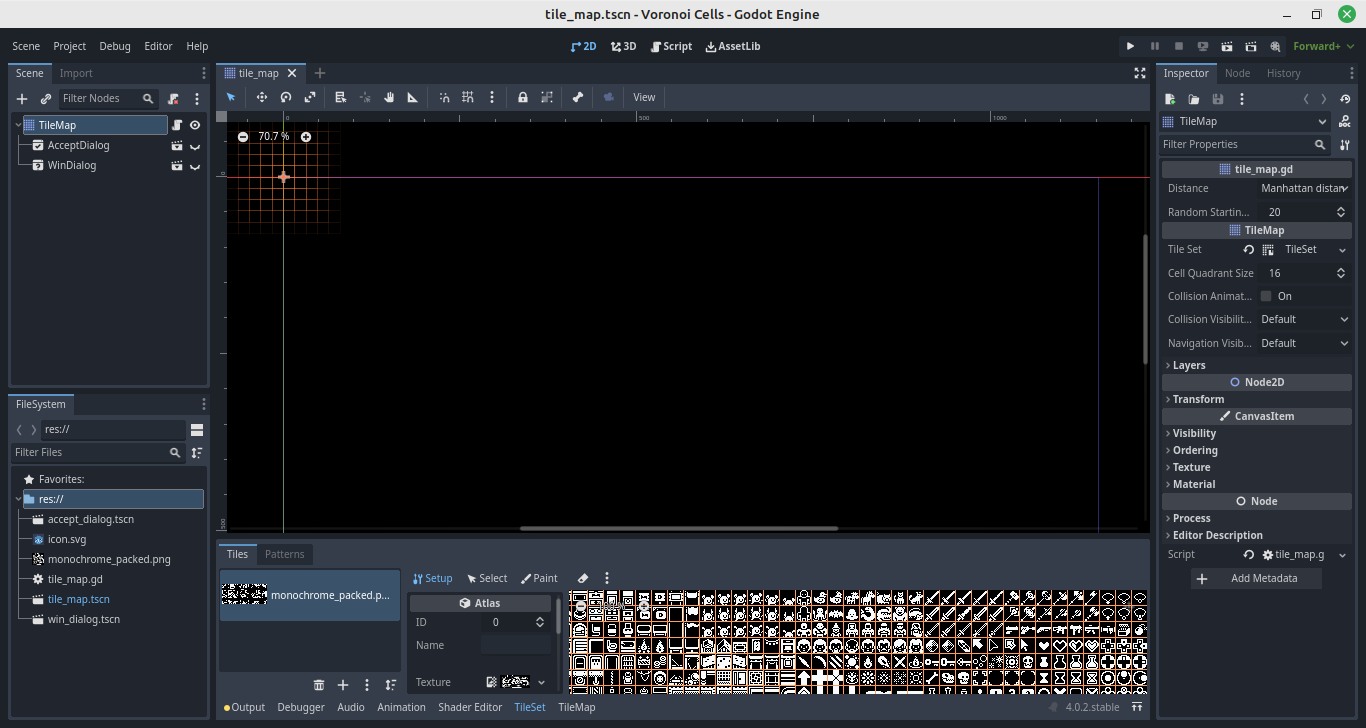 tile_map.tscn - Voronoi Cells - Godot Engine
Scene Project Debug Editor Help
2D 3D Script AssetLib
Forward+
Scene Import
Filter Nodes
TileMap
AcceptDialog
WinDialog
FileSystem
res://
Filter Files
Favorites:
res://
accept_dialog.tscn
icon.svg
monochrome_packed.png
tile_map.gd
tile_map.tscn
win_dialog.tscn
tile_map
View
0 500 1000
70.7 %
0
500
Tiles Patterns
monochrome_packed.p...
Setup Select Paint
Atlas
ID 0
Name
Texture
Output Debugger Audio Animation Shader Editor TileSet TileMap
4.0.2.stable
Inspector Node History
TileMap
Filter Properties
tile_map.gd
Distance Manhattan distan
Random Startin... 20
TileMap
Tile Set TileSet
Cell Quadrant Size 16
Collision Animat... On
Collision Visibilit... Default
Navigation Visib... Default
Layers
Node2D
Transform
CanvasItem
Visibility
Ordering
Texture
Material
Node
Process
Editor Description
Script tile_map.g
Add Metadata